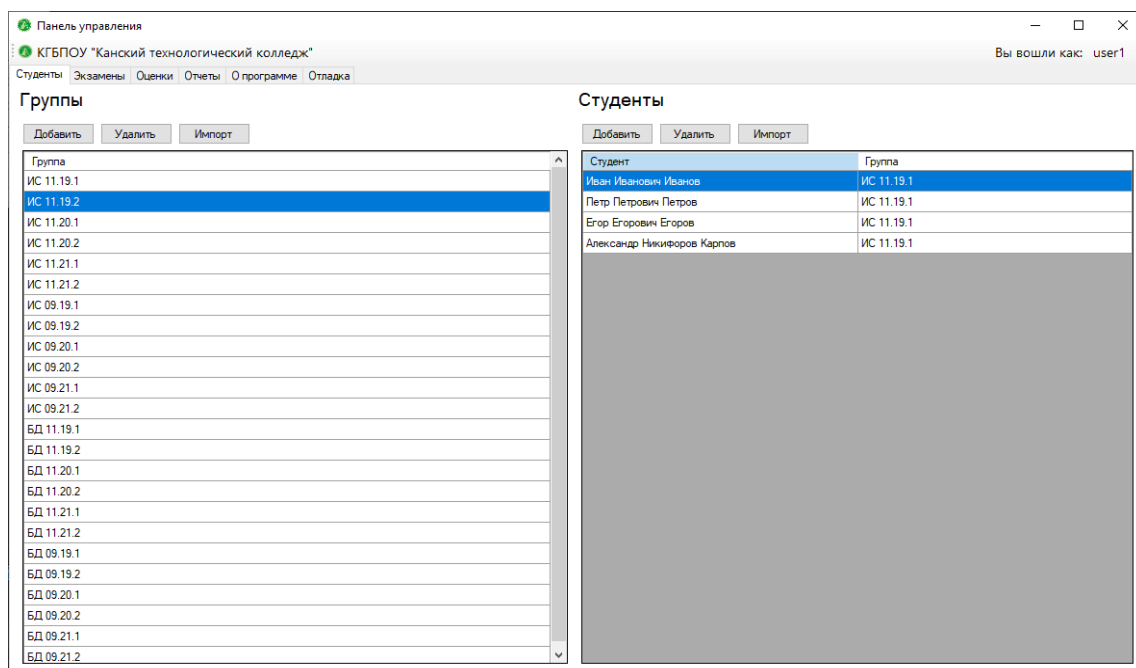 Панель управления
КГБПОУ "Канский технологический колледж"
Вы вошли как: user1
Студенты Экзамены Оценки Отчеты О программе Отладка
Группы
Добавить Удалить Импорт
Группа
ИС 11.19.1
ИС 11.19.2
ИС 11.20.1
ИС 11.20.2
ИС 11.21.1
ИС 11.21.2
ИС 09.19.1
ИС 09.19.2
ИС 09.20.1
ИС 09.20.2
ИС 09.21.1
ИС 09.21.2
БД 11.19.1
БД 11.19.2
БД 11.20.1
БД 11.20.2
БД 11.21.1
БД 11.21.2
БД 09.19.1
БД 09.19.2
БД 09.20.1
БД 09.20.2
БД 09.21.1
БД 09.21.2
Студенты
Добавить Удалить Импорт
Студент Группа
Иван Иванович Иванов ИС 11.19.1
Петр Петрович Петров ИС 11.19.1
Егор Егорович Егоров ИС 11.19.1
Александр Никифоров Карпов ИС 11.19.1